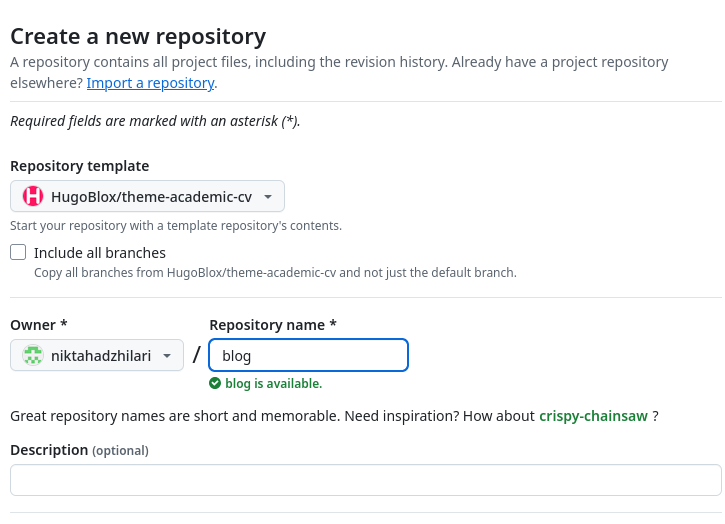 Create a new repository
A repository contains all project files, including the revision history. Already have a project repository
elsewhere? Import a repository.
Required fields are marked with an asterisk (*).
Repository template
HugoBlox/theme-academic-cv
Start your repository with a template repository's contents.
Include all branches
Copy all branches from HugoBlox/theme-academic-cv and not just the default branch.
Owner * Repository name *
niktahadzhilari / blog
blog is available.
Great repository names are short and memorable. Need inspiration? How about crispy-chainsaw ?
Description (optional)